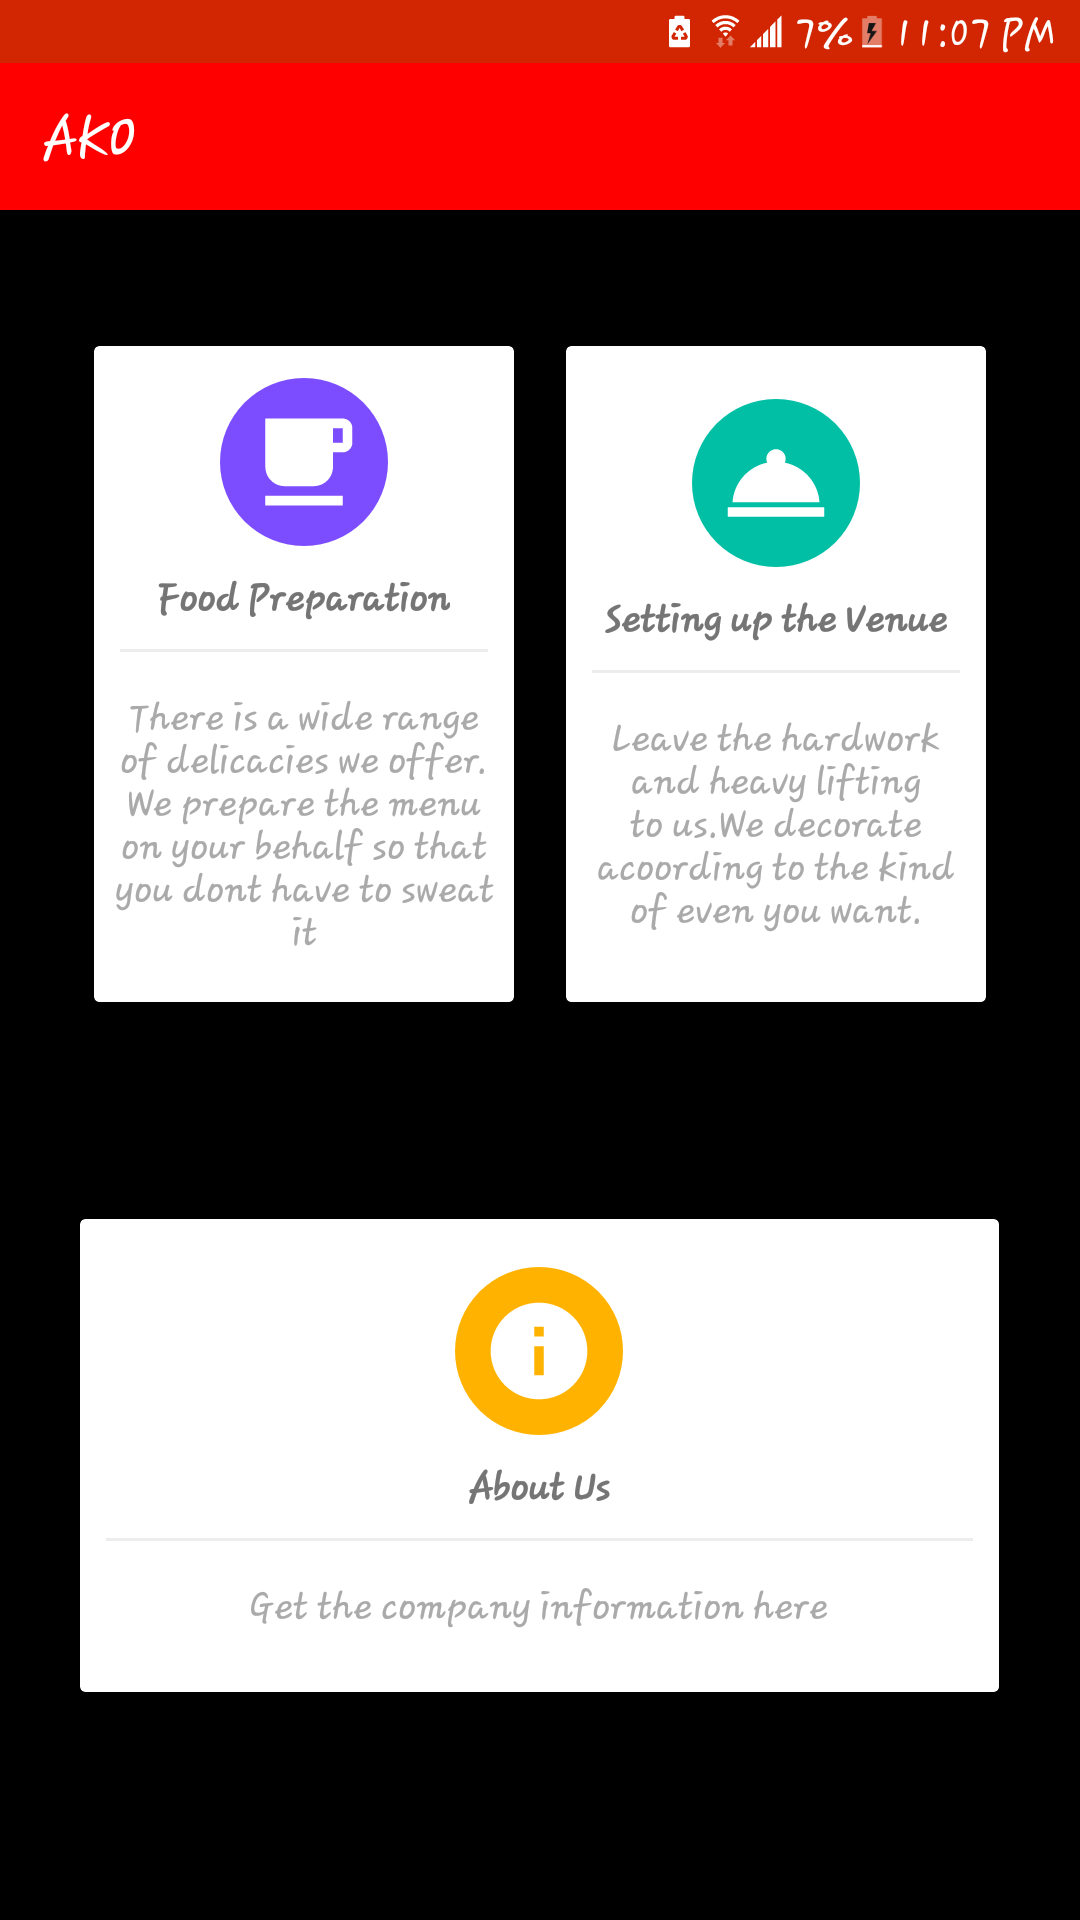 7% 11:07 PM
AKO
Food Preparation
There is a wide range
of delicacies we offer.
We prepare the menu
on your behalf so that
you dont have to sweat
it
Setting up the Venue
Leave the hardwork
and heavy lifting
to us.We decorate
acoording to the kind
of even you want.
About Us
Get the company information here